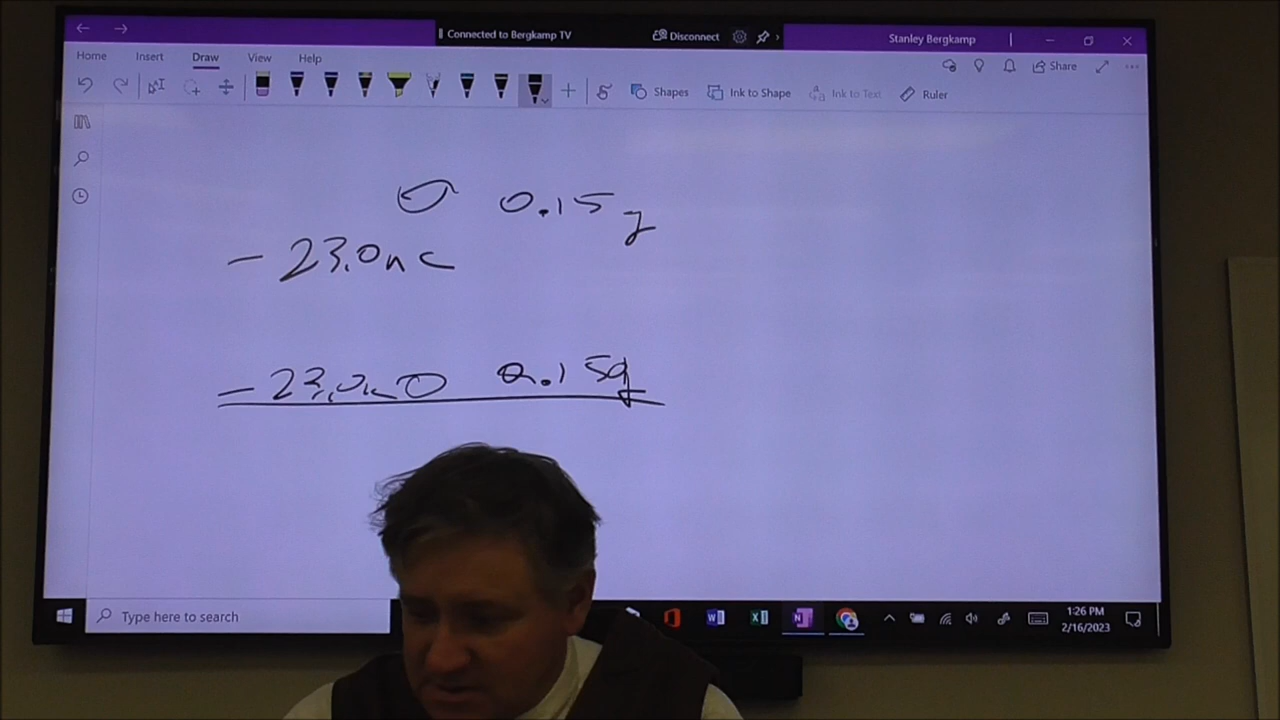 Connected to Bergkamp TV Disconnect Stanley Bergkamp
Home Insert Draw View Help Share
Shapes Ink to Shape Ink to Text Ruler
0.15g
-23.0nC
-23.0nC 0.15g
Type here to search
1:26 PM
2/16/2023